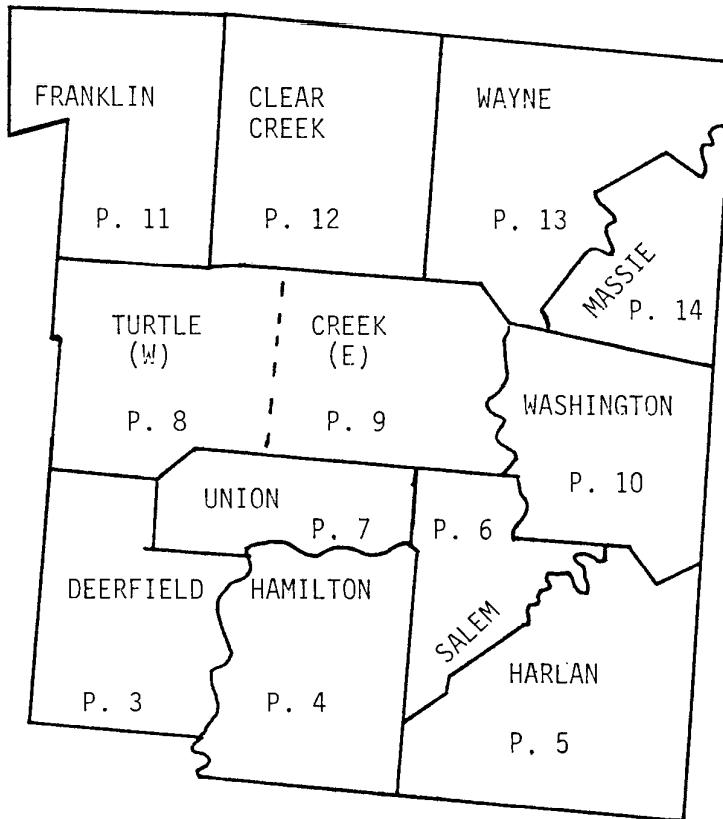 FRANKLIN
P. 11
CLEAR
CREEK
P. 12
WAYNE
P. 13
MASSIE
P. 14
TURTLE
(W)
P. 8
CREEK
(E)
P. 9
WASHINGTON
P. 10
UNION
P. 7
P. 6
SALEM
DEERFIELD
P. 3
HAMILTON
P. 4
HARLAN
P. 5